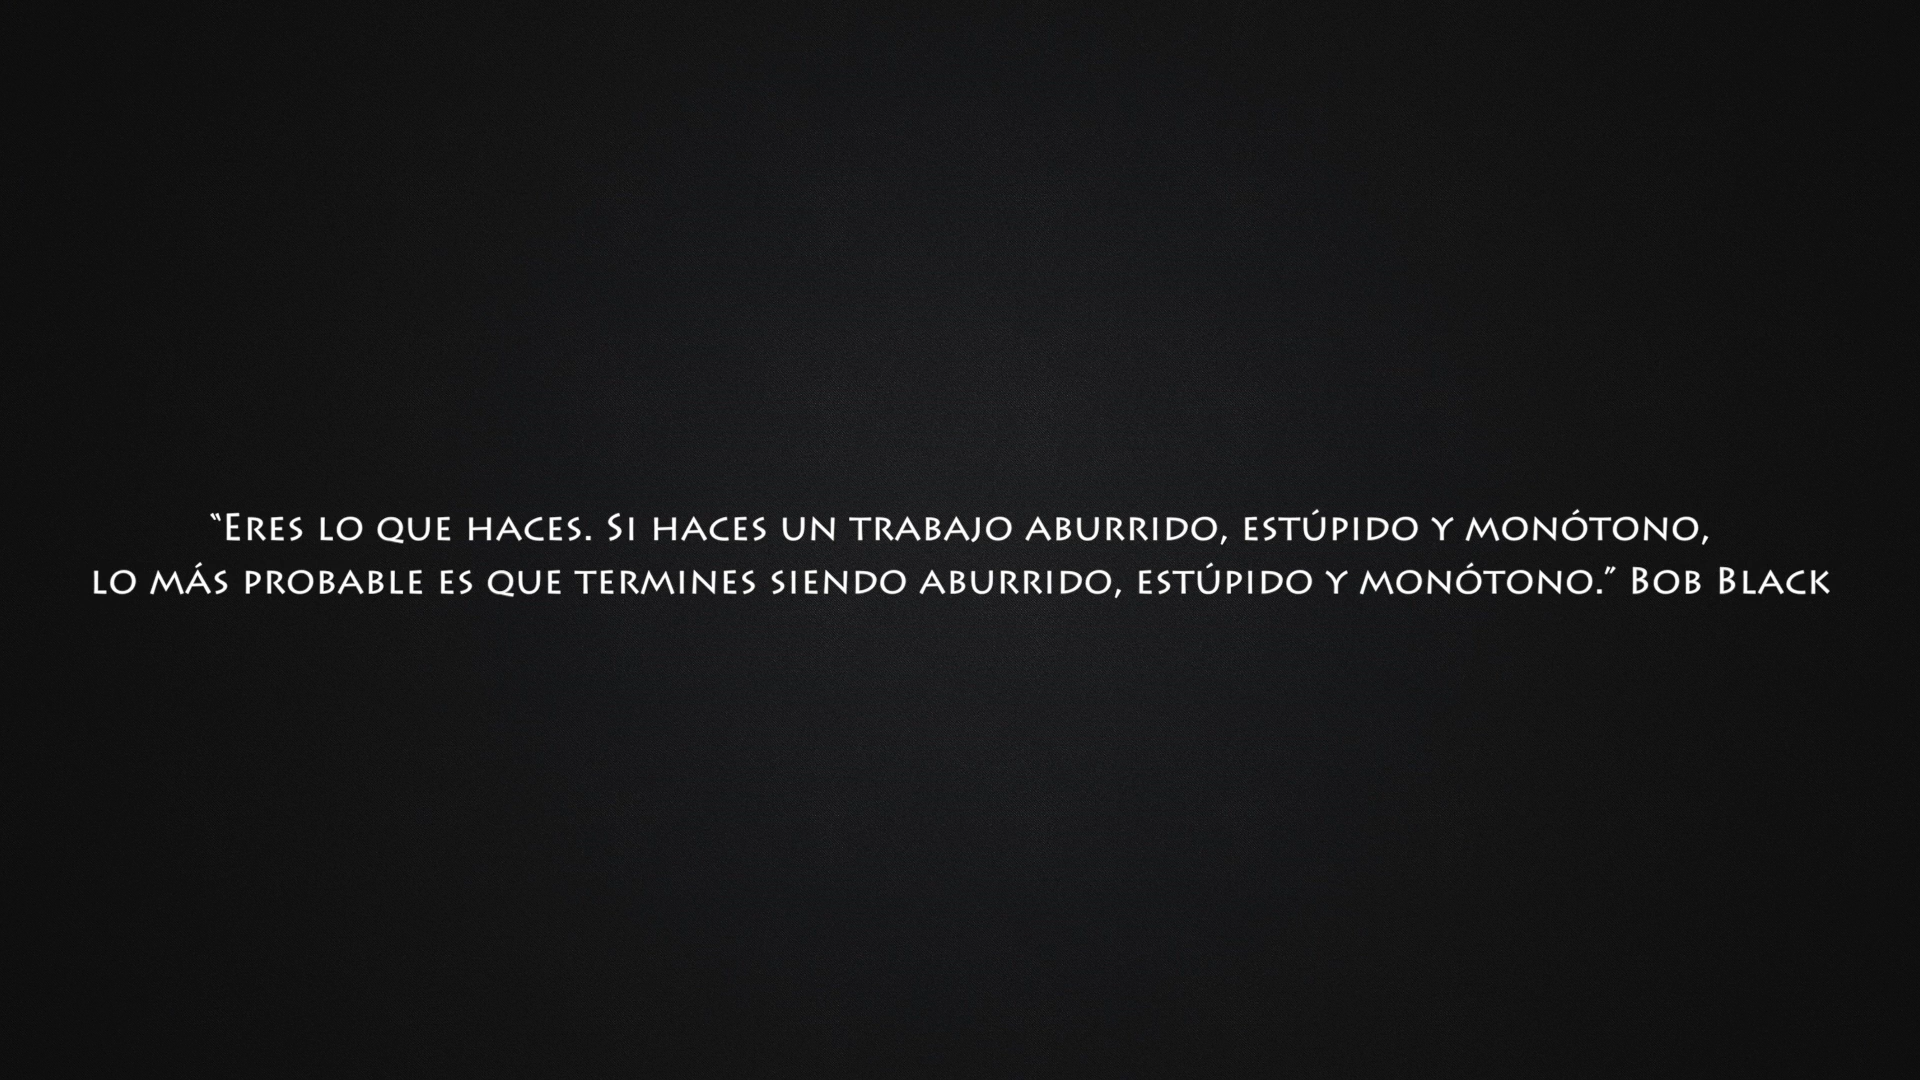 “Eres lo que haces. Si haces un trabajo aburrido, estúpido y monótono,
lo más probable es que termines siendo aburrido, estúpido y monótono.” Bob Black